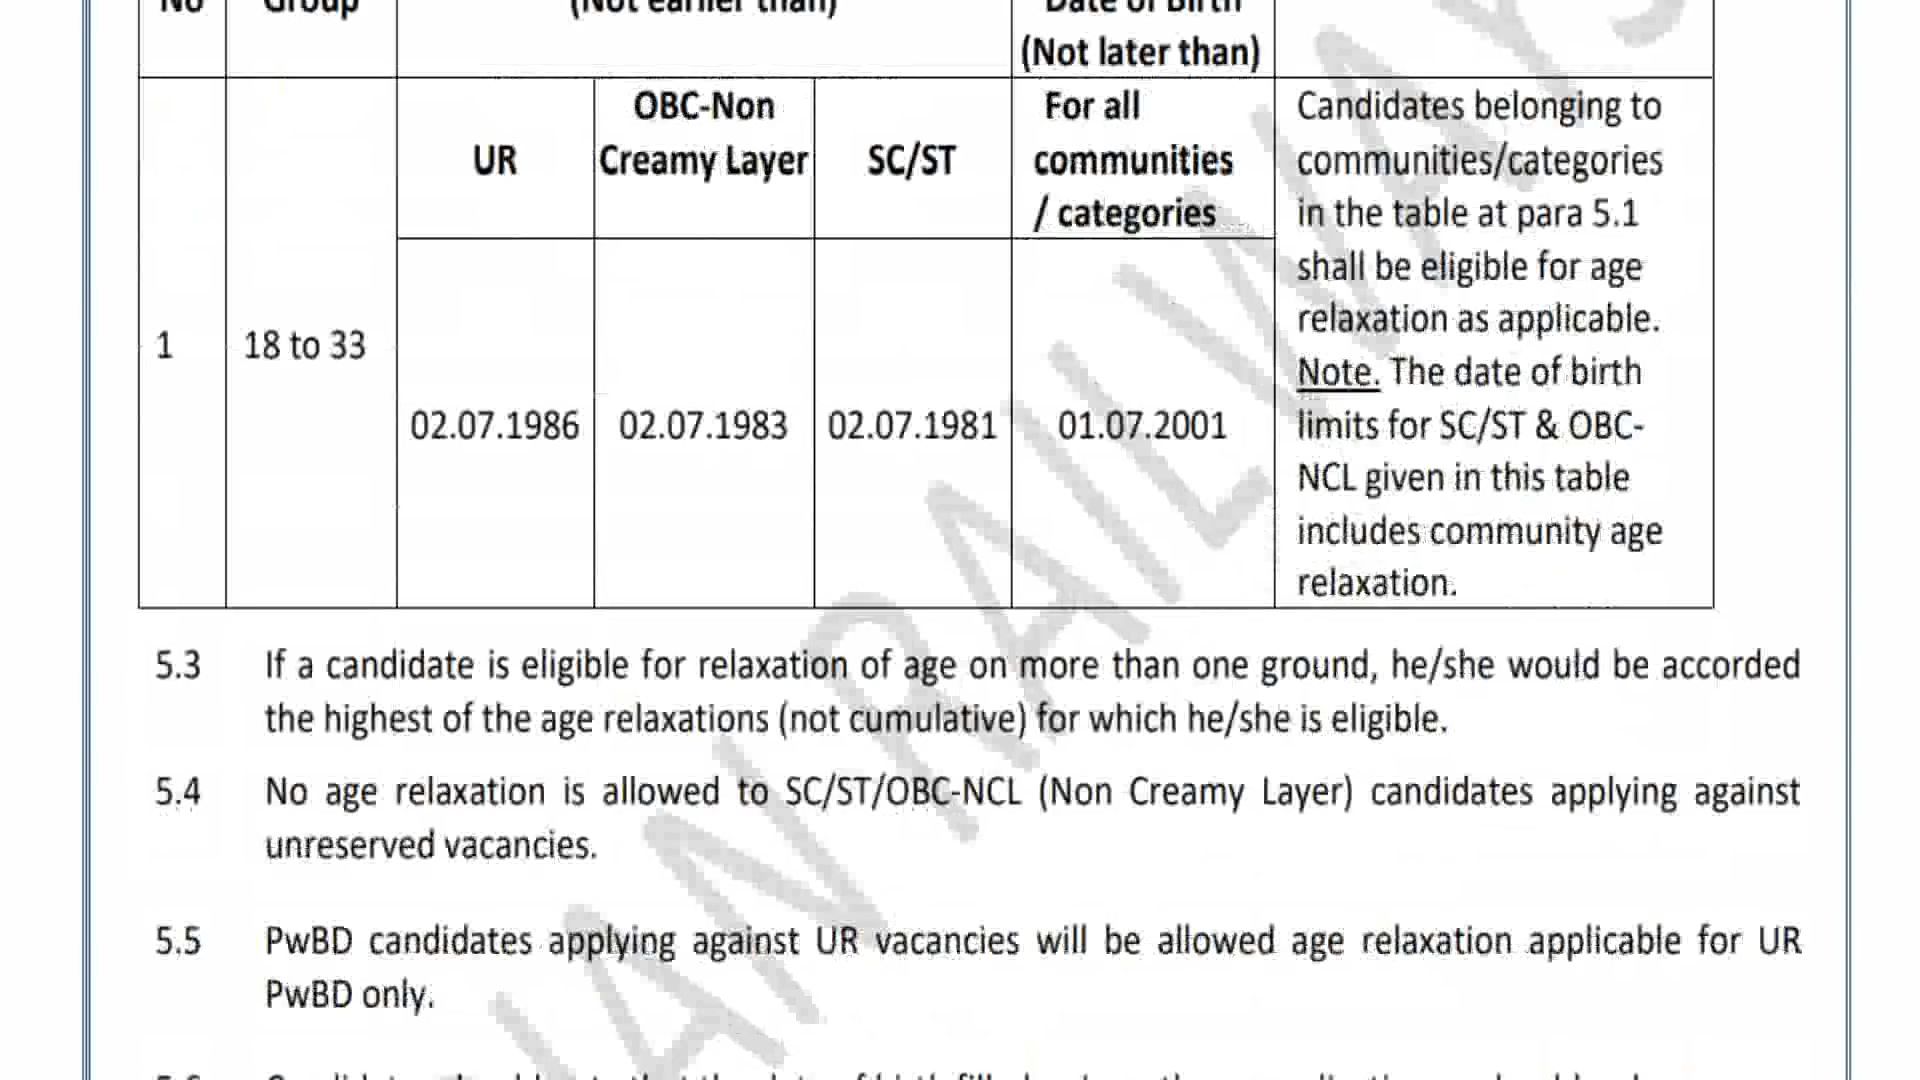 No Group (Not earlier than) Date of Birth
(Not later than)
UR
OBC-Non
Creamy Layer
SC/ST
For all
communities
/ categories
1
18 to 33
02.07.1986
02.07.1983
02.07.1981
01.07.2001
Candidates belonging to
communities/categories
in the table at para 5.1
shall be eligible for age
relaxation as applicable.
Note. The date of birth
limits for SC/ST & OBC-
NCL given in this table
includes community age
relaxation.
5.3 If a candidate is eligible for relaxation of age on more than one ground, he/she would be accorded
the highest of the age relaxations (not cumulative) for which he/she is eligible.
5.4 No age relaxation is allowed to SC/ST/OBC-NCL (Non Creamy Layer) candidates applying against
unreserved vacancies.
5.5 PwBD candidates applying against UR vacancies will be allowed age relaxation applicable for UR
PwBD only.
RAILWAYS